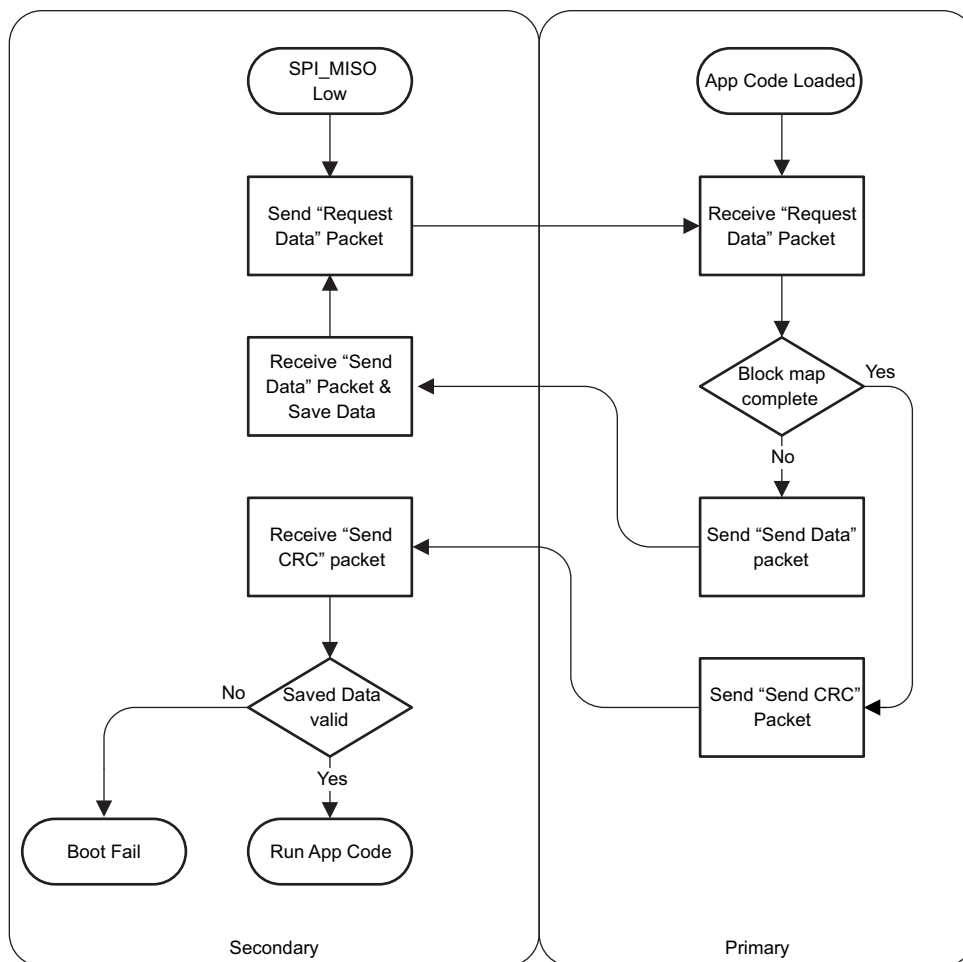 SPI_MISO
Low
App Code Loaded
Send “Request
Data” Packet
Receive “Request
Data” Packet
Receive “Send
Data” Packet &
Save Data
Block map
complete
Yes
No
Receive “Send
CRC” packet
Send “Send Data”
packet
Saved Data
valid
No
Yes
Send “Send CRC”
Packet
Boot Fail
Run App Code
Secondary
Primary